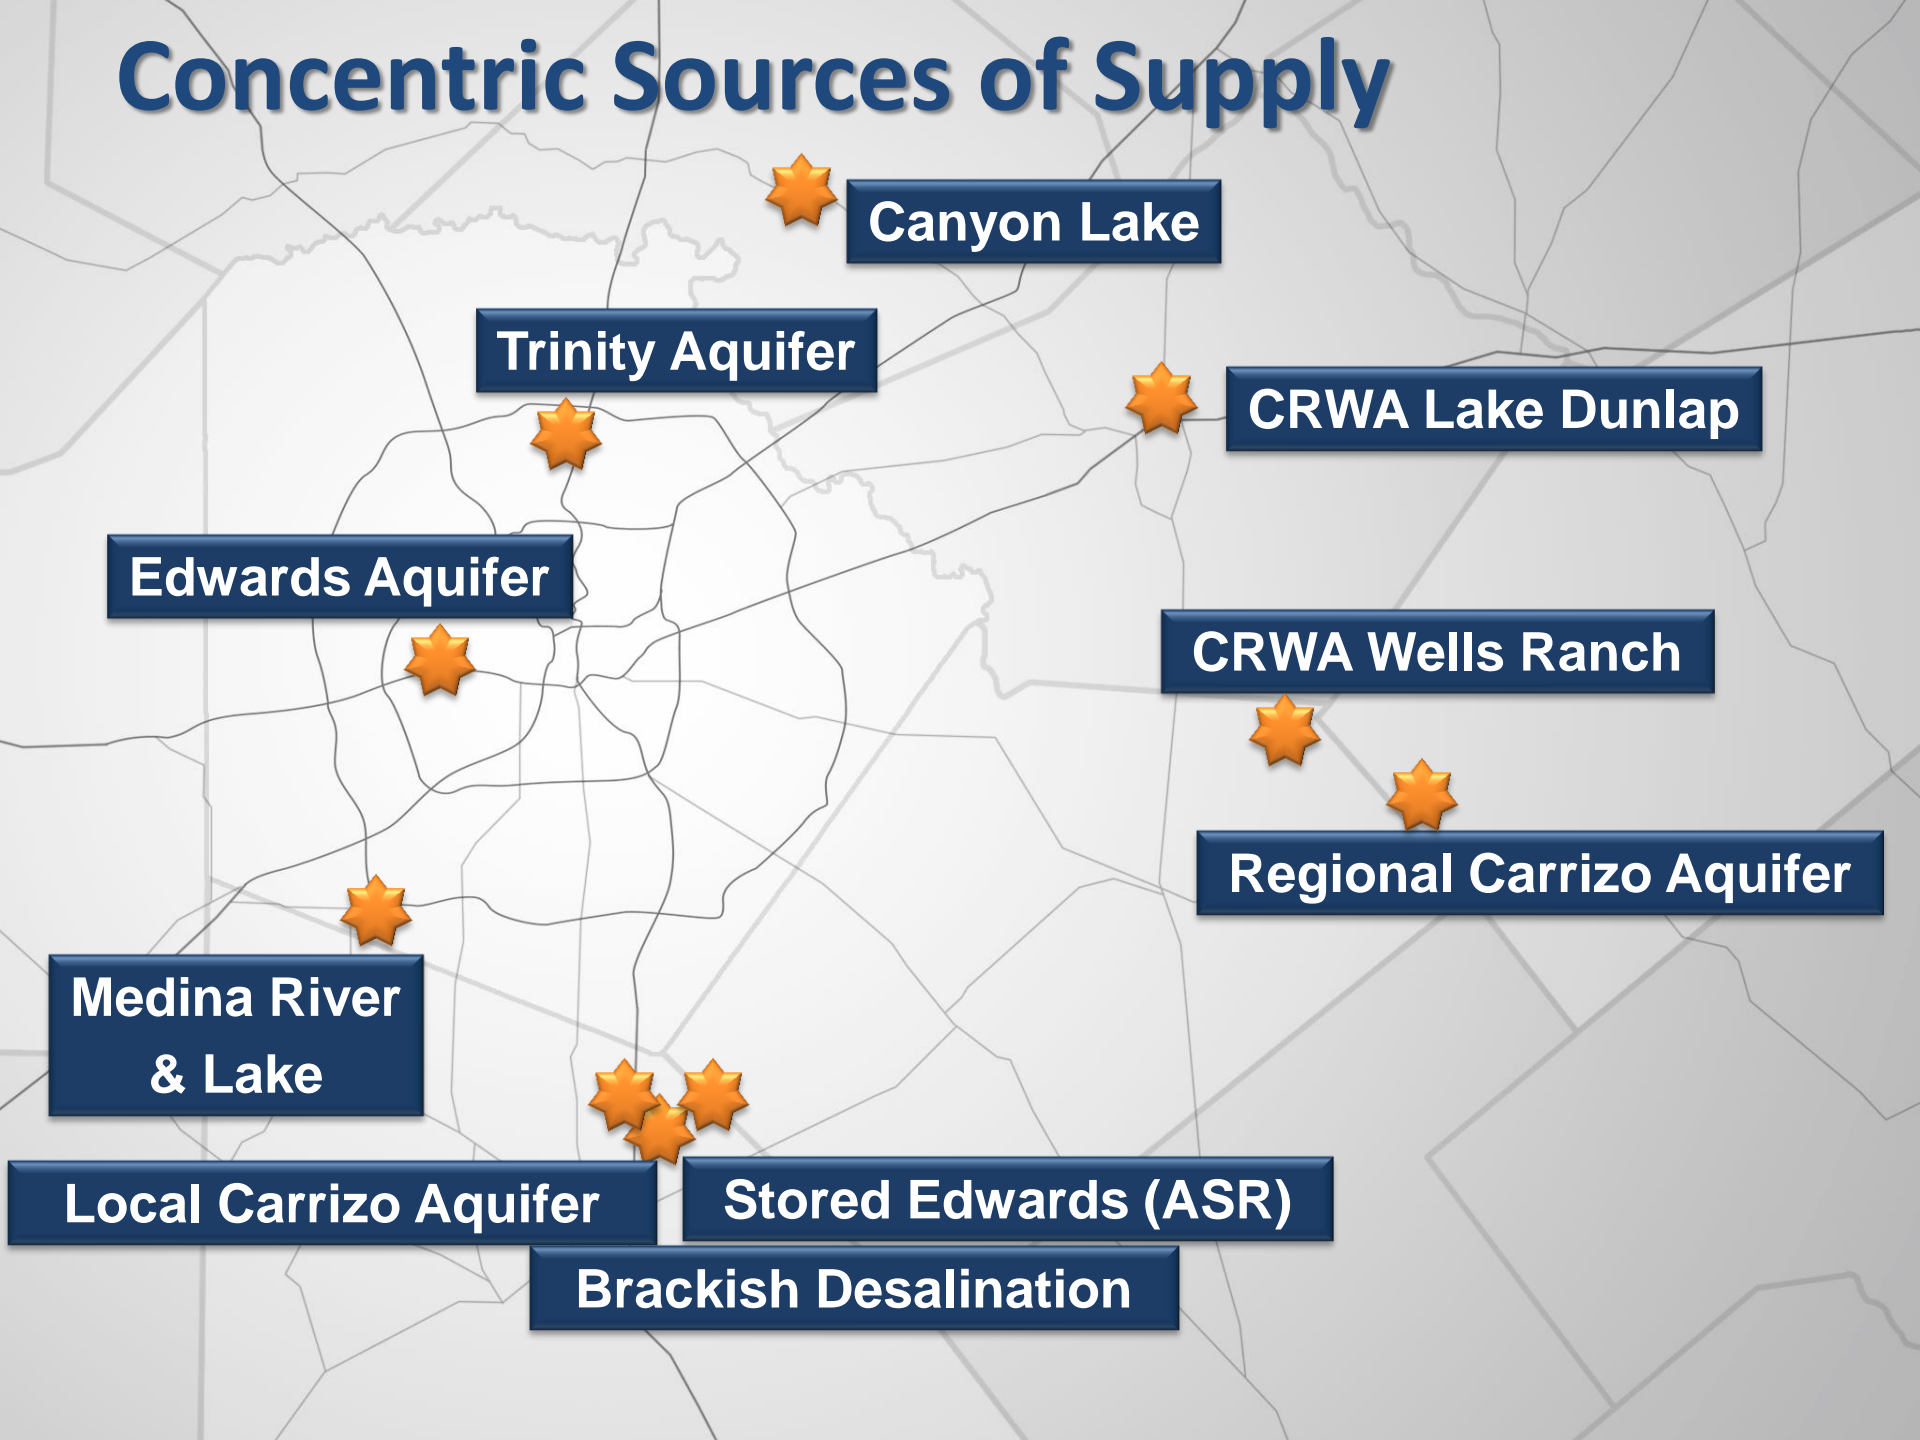 Concentric Sources of Supply
Canyon Lake
Trinity Aquifer
CRWA Lake Dunlap
Edwards Aquifer
CRWA Wells Ranch
Regional Carrizo Aquifer
Medina River
& Lake
Local Carrizo Aquifer
Stored Edwards (ASR)
Brackish Desalination